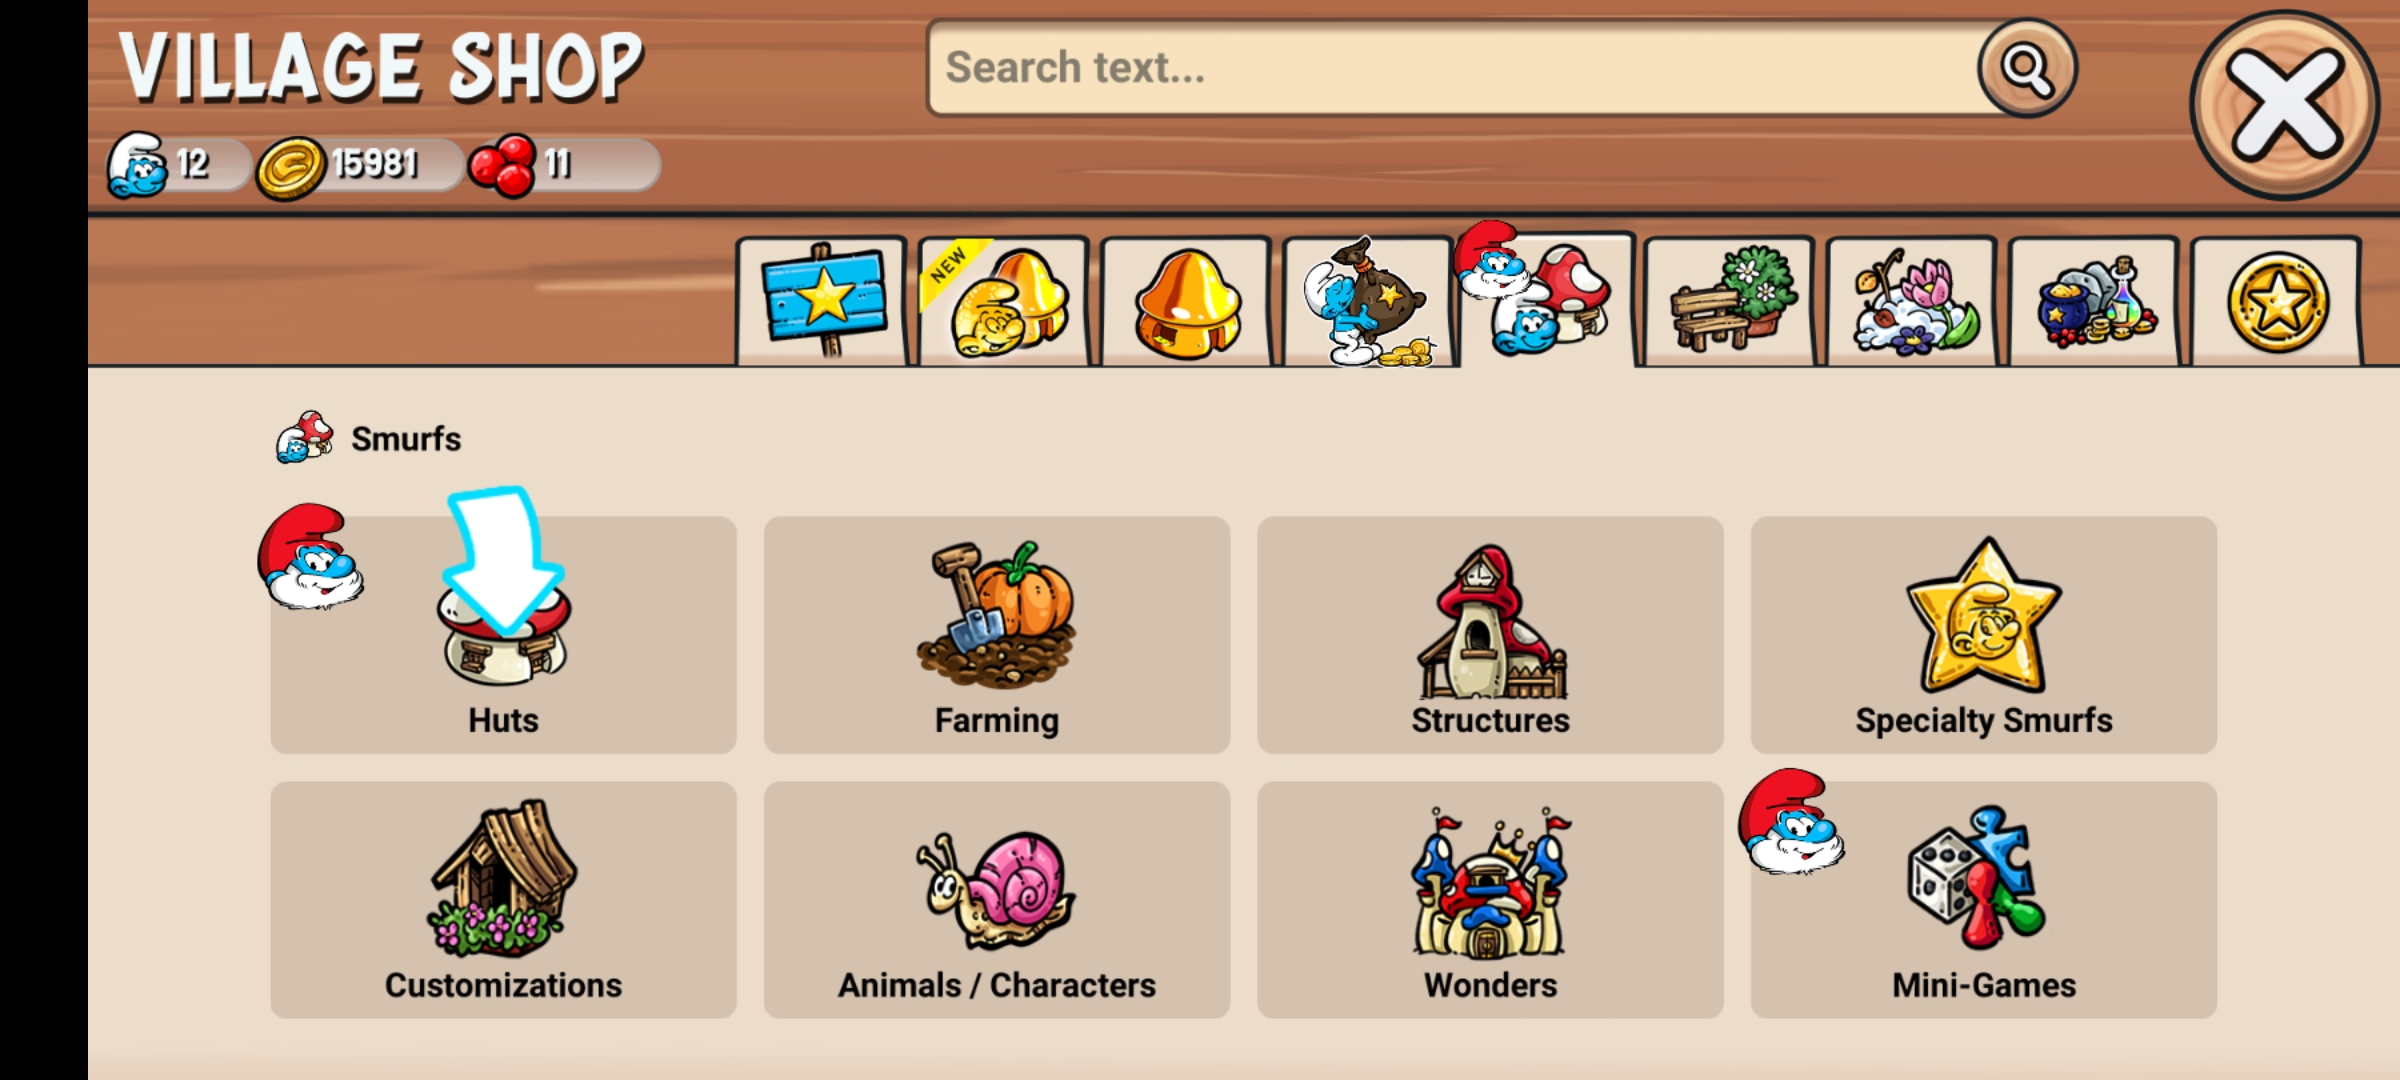 VILLAGE SHOP
Search text...
12 15981 11
NEW
Smurfs
Huts Farming Structures Specialty Smurfs
Customizations Animals / Characters Wonders Mini-Games